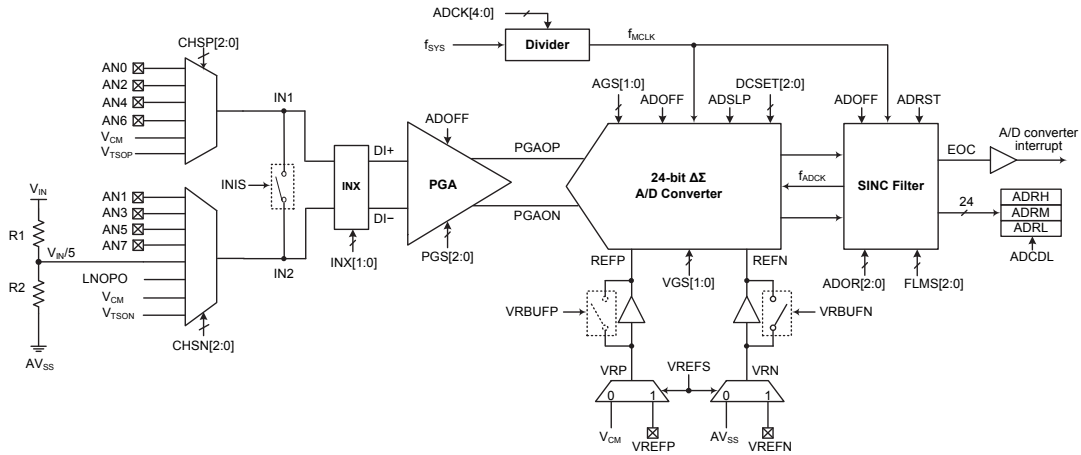 ADCK[4:0]
fSYS
Divider
fMCLK
CHSP[2:0]
AN0
AN2
AN4
AN6
VCM
VTSOP
IN1
AGS[1:0]
ADOFF
ADSLP
DCSET[2:0]
ADOFF
ADRST
ADOFF
DI+
PGAOP
INIS
INX
PGA
24-bit ΔΣ
A/D Converter
fADCK
SINC Filter
EOC
A/D converter
interrupt
24
ADRH
ADRM
ADRL
ADCDL
VIN
R1
VIN/5
R2
AVSS
AN1
AN3
AN5
AN7
LNOPO
VCM
VTSON
CHSN[2:0]
IN2
DI−
INX[1:0]
PGS[2:0]
PGAON
REFP
VGS[1:0]
REFN
ADOR[2:0]
FLMS[2:0]
VRBUFP
VRBUFN
VRP
VREFS
VRN
0 1
0 1
VCM
VREFP
AVSS
VREFN